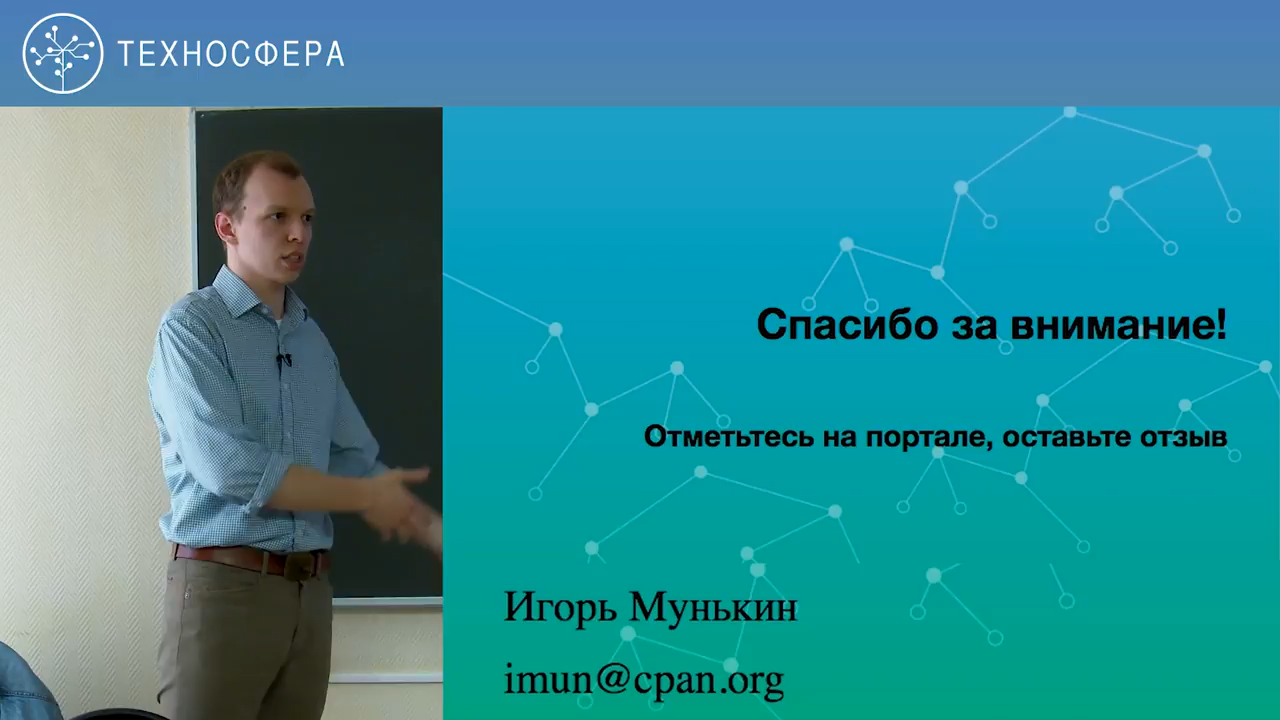 ТЕХНОСФЕРА
Спасибо за внимание!
Отметьтесь на портале, оставьте отзыв
Игорь Мунькин
imun@cpan.org